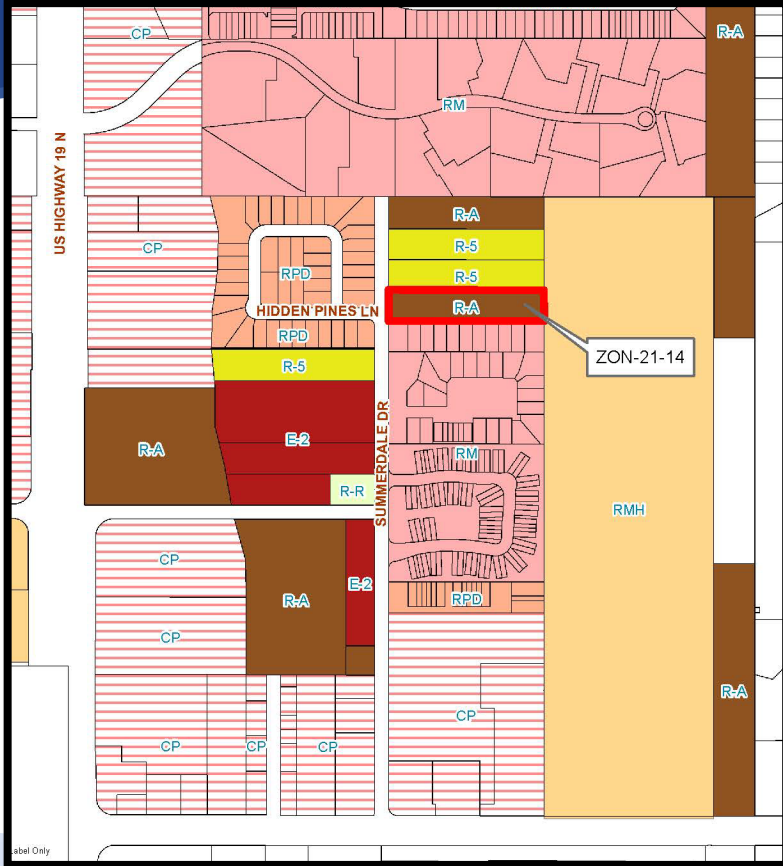 CP
R-A
RM
US HIGHWAY 19 N
R-A
CP
R-5
RPD
R-5
HIDDEN PINES LN
R-A
RPD
ZON-21-14
R-5
SUMMERDALE DR
E-2
R-A
RM
R-R
RMH
CP
E-2
R-A
RPD
CP
R-A
CP
CP
CP
CP
abel Only